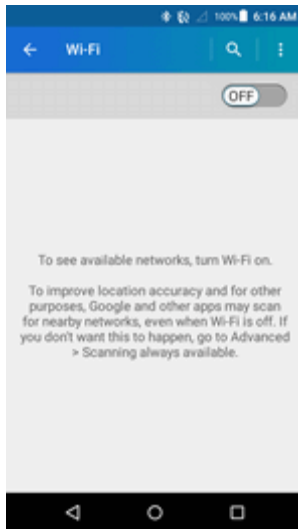 100% 6:16 AM
Wi-Fi
OFF
To see available networks, turn Wi-Fi on.
To improve location accuracy and for other
purposes, Google and other apps may scan
for nearby networks, even when Wi-Fi is off. If
you don't want this to happen, go to Advanced
> Scanning always available.